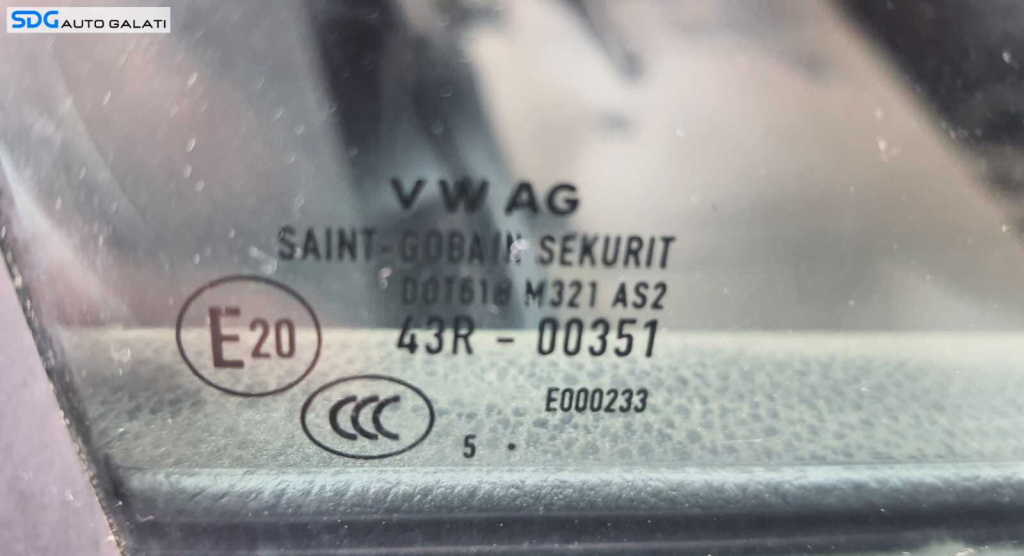 SDG AUTO GALATI
VW AG
SAINT-GOBAIN SEKURIT
DOT618 M321 AS2
E20
43R - 00351
E000233
CCC
5 .